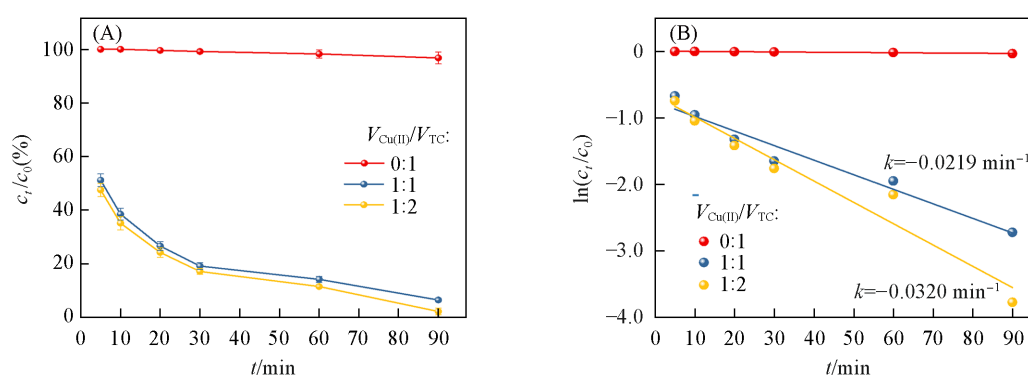 (A)
100
80
60
40
20
0
c_t/c_0(%)
V_Cu(II)/V_TC:
0:1
1:1
1:2
0 10 20 30 40 50 60 70 80 90
t/min
(B)
0
−1.0
−2.0
−3.0
−4.0
ln(c_t/c_0)
k=−0.0219 min⁻¹
V_Cu(II)/V_TC:
0:1
1:1
1:2
k=−0.0320 min⁻¹
0 10 20 30 40 50 60 70 80 90
t/min